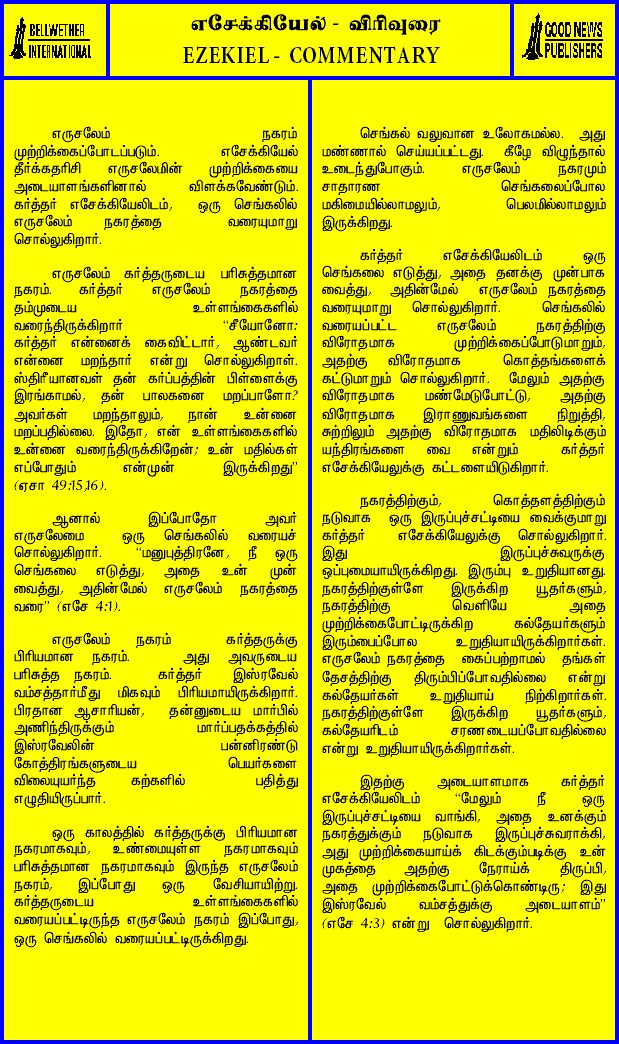 BELLWETHER
INTERNATIONAL
எசேக்கியேல் - விரிவுரை
EZEKIEL - COMMENTARY
GOOD NEWS
PUBLISHERS
எருசலேம் நகரம்
முற்றிக்கைப்போடப்படும். எசேக்கியேல்
தீர்க்கதரிசி எருசலேமின் முற்றிக்கையை
அடையாளங்களினால் விளக்கவேண்டும்.
கர்த்தர் எசேக்கியேலிடம், ஒரு செங்கலில்
எருசலேம் நகரத்தை வரையுமாறு
சொல்லுகிறார்.
எருசலேம் கர்த்தருடைய பரிசுத்தமான
நகரம். கர்த்தர் எருசலேம் நகரத்தை
தம்முடைய உள்ளங்கைகளில்
வரைந்திருக்கிறார் “சீயோனோ:
கர்த்தர் என்னைக் கைவிட்டார், ஆண்டவர்
என்னை மறந்தார் என்று சொல்லுகிறாள்.
ஸ்திரீயானவள் தன் கர்ப்பத்தின் பிள்ளைக்கு
இரங்காமல், தன் பாலகனை மறப்பாளோ?
அவர்கள் மறந்தாலும், நான் உன்னை
மறப்பதில்லை. இதோ, என் உள்ளங்கைகளில்
உன்னை வரைந்திருக்கிறேன்; உன் மதில்கள்
எப்போதும் என்முன் இருக்கிறது”
(ஏசா 49:15,16).
ஆனால் இப்போதோ அவர்
எருசலேமை ஒரு செங்கலில் வரையச்
சொல்லுகிறார். “மனுபுத்திரனே, நீ ஒரு
செங்கலை எடுத்து, அதை உன் முன்
வைத்து, அதின்மேல் எருசலேம் நகரத்தை
வரை” (எசே 4:1).
எருசலேம் நகரம் கர்த்தருக்கு
பிரியமான நகரம். அது அவருடைய
பரிசுத்த நகரம். கர்த்தர் இஸ்ரவேல்
வம்சத்தார்மீது மிகவும் பிரியமாயிருக்கிறார்.
பிரதான ஆசாரியன், தன்னுடைய மார்பில்
அணிந்திருக்கும் மார்ப்பதக்கத்தில்
இஸ்ரவேலின் பன்னிரண்டு
கோத்திரங்களுடைய பெயர்களை
விலையுயர்ந்த கற்களில் பதித்து
எழுதியிருப்பார்.
ஒரு காலத்தில் கர்த்தருக்கு பிரியமான
நகரமாகவும், உண்மையுள்ள நகரமாகவும்
பரிசுத்தமான நகரமாகவும் இருந்த எருசலேம்
நகரம், இப்போது ஒரு வேசியாயிற்று.
கர்த்தருடைய உள்ளங்கைகளில்
வரையப்பட்டிருந்த எருசலேம் நகரம் இப்போது,
ஒரு செங்கலில் வரையப்பட்டிருக்கிறது.
செங்கல் வலுவான உலோகமல்ல. அது
மண்ணால் செய்யப்பட்டது. கீழே விழுந்தால்
உடைந்துபோகும். எருசலேம் நகரமும்
சாதாரண செங்கலைப்போல
மகிமையில்லாமலும், பெலமில்லாமலும்
இருக்கிறது.
கர்த்தர் எசேக்கியேலிடம் ஒரு
செங்கலை எடுத்து, அதை தனக்கு முன்பாக
வைத்து, அதின்மேல் எருசலேம் நகரத்தை
வரையுமாறு சொல்லுகிறார். செங்கலில்
வரையப்பட்ட எருசலேம் நகரத்திற்கு
விரோதமாக முற்றிக்கைப்போடுமாறும்,
அதற்கு விரோதமாக கொத்தளங்களைக்
கட்டுமாறும் சொல்லுகிறார். மேலும் அதற்கு
விரோதமாக மண்மேடுபோட்டு, அதற்கு
விரோதமாக இராணுவங்களை நிறுத்தி,
சுற்றிலும் அதற்கு விரோதமாக மதிலிடிக்கும்
யந்திரங்களை வை என்றும் கர்த்தர்
எசேக்கியேலுக்கு கட்டளையிடுகிறார்.
நகரத்திற்கும், கொத்தளத்திற்கும்
நடுவாக ஒரு இருப்புச்சட்டியை வைக்குமாறு
கர்த்தர் எசேக்கியேலுக்கு சொல்லுகிறார்.
இது இருப்புச்சுவருக்கு
ஒப்புமையாயிருக்கிறது. இரும்பு உறுதியானது.
நகரத்திற்குள்ளே இருக்கிற யூதர்களும்,
நகரத்திற்கு வெளியே அதை
முற்றிக்கைபோட்டிருக்கிற கல்தேயர்களும்
இரும்பைப்போல உறுதியாயிருக்கிறார்கள்.
எருசலேம் நகரத்தை கைப்பற்றாமல் தங்கள்
தேசத்திற்கு திரும்பிப்போவதில்லை என்று
கல்தேயர்கள் உறுதியாய் நிற்கிறார்கள்.
நகரத்திற்குள்ளே இருக்கிற யூதர்களும்,
கல்தேயரிடம் சரணடையப்போவதில்லை
என்று உறுதியாயிருக்கிறார்கள்.
இதற்கு அடையாளமாக கர்த்தர்
எசேக்கியேலிடம் “மேலும் நீ ஒரு
இருப்புச்சட்டியை வாங்கி, அதை உனக்கும்
நகரத்துக்கும் நடுவாக இருப்புச்சுவராக்கி,
அது முற்றிக்கையாய்க் கிடக்கும்படிக்கு உன்
முகத்தை அதற்கு நேராய்த் திருப்பி,
அதை முற்றிக்கைபோட்டுக்கொண்டிரு; இது
இஸ்ரவேல் வம்சத்துக்கு அடையாளம்”
(எசே 4:3) என்று சொல்லுகிறார்.